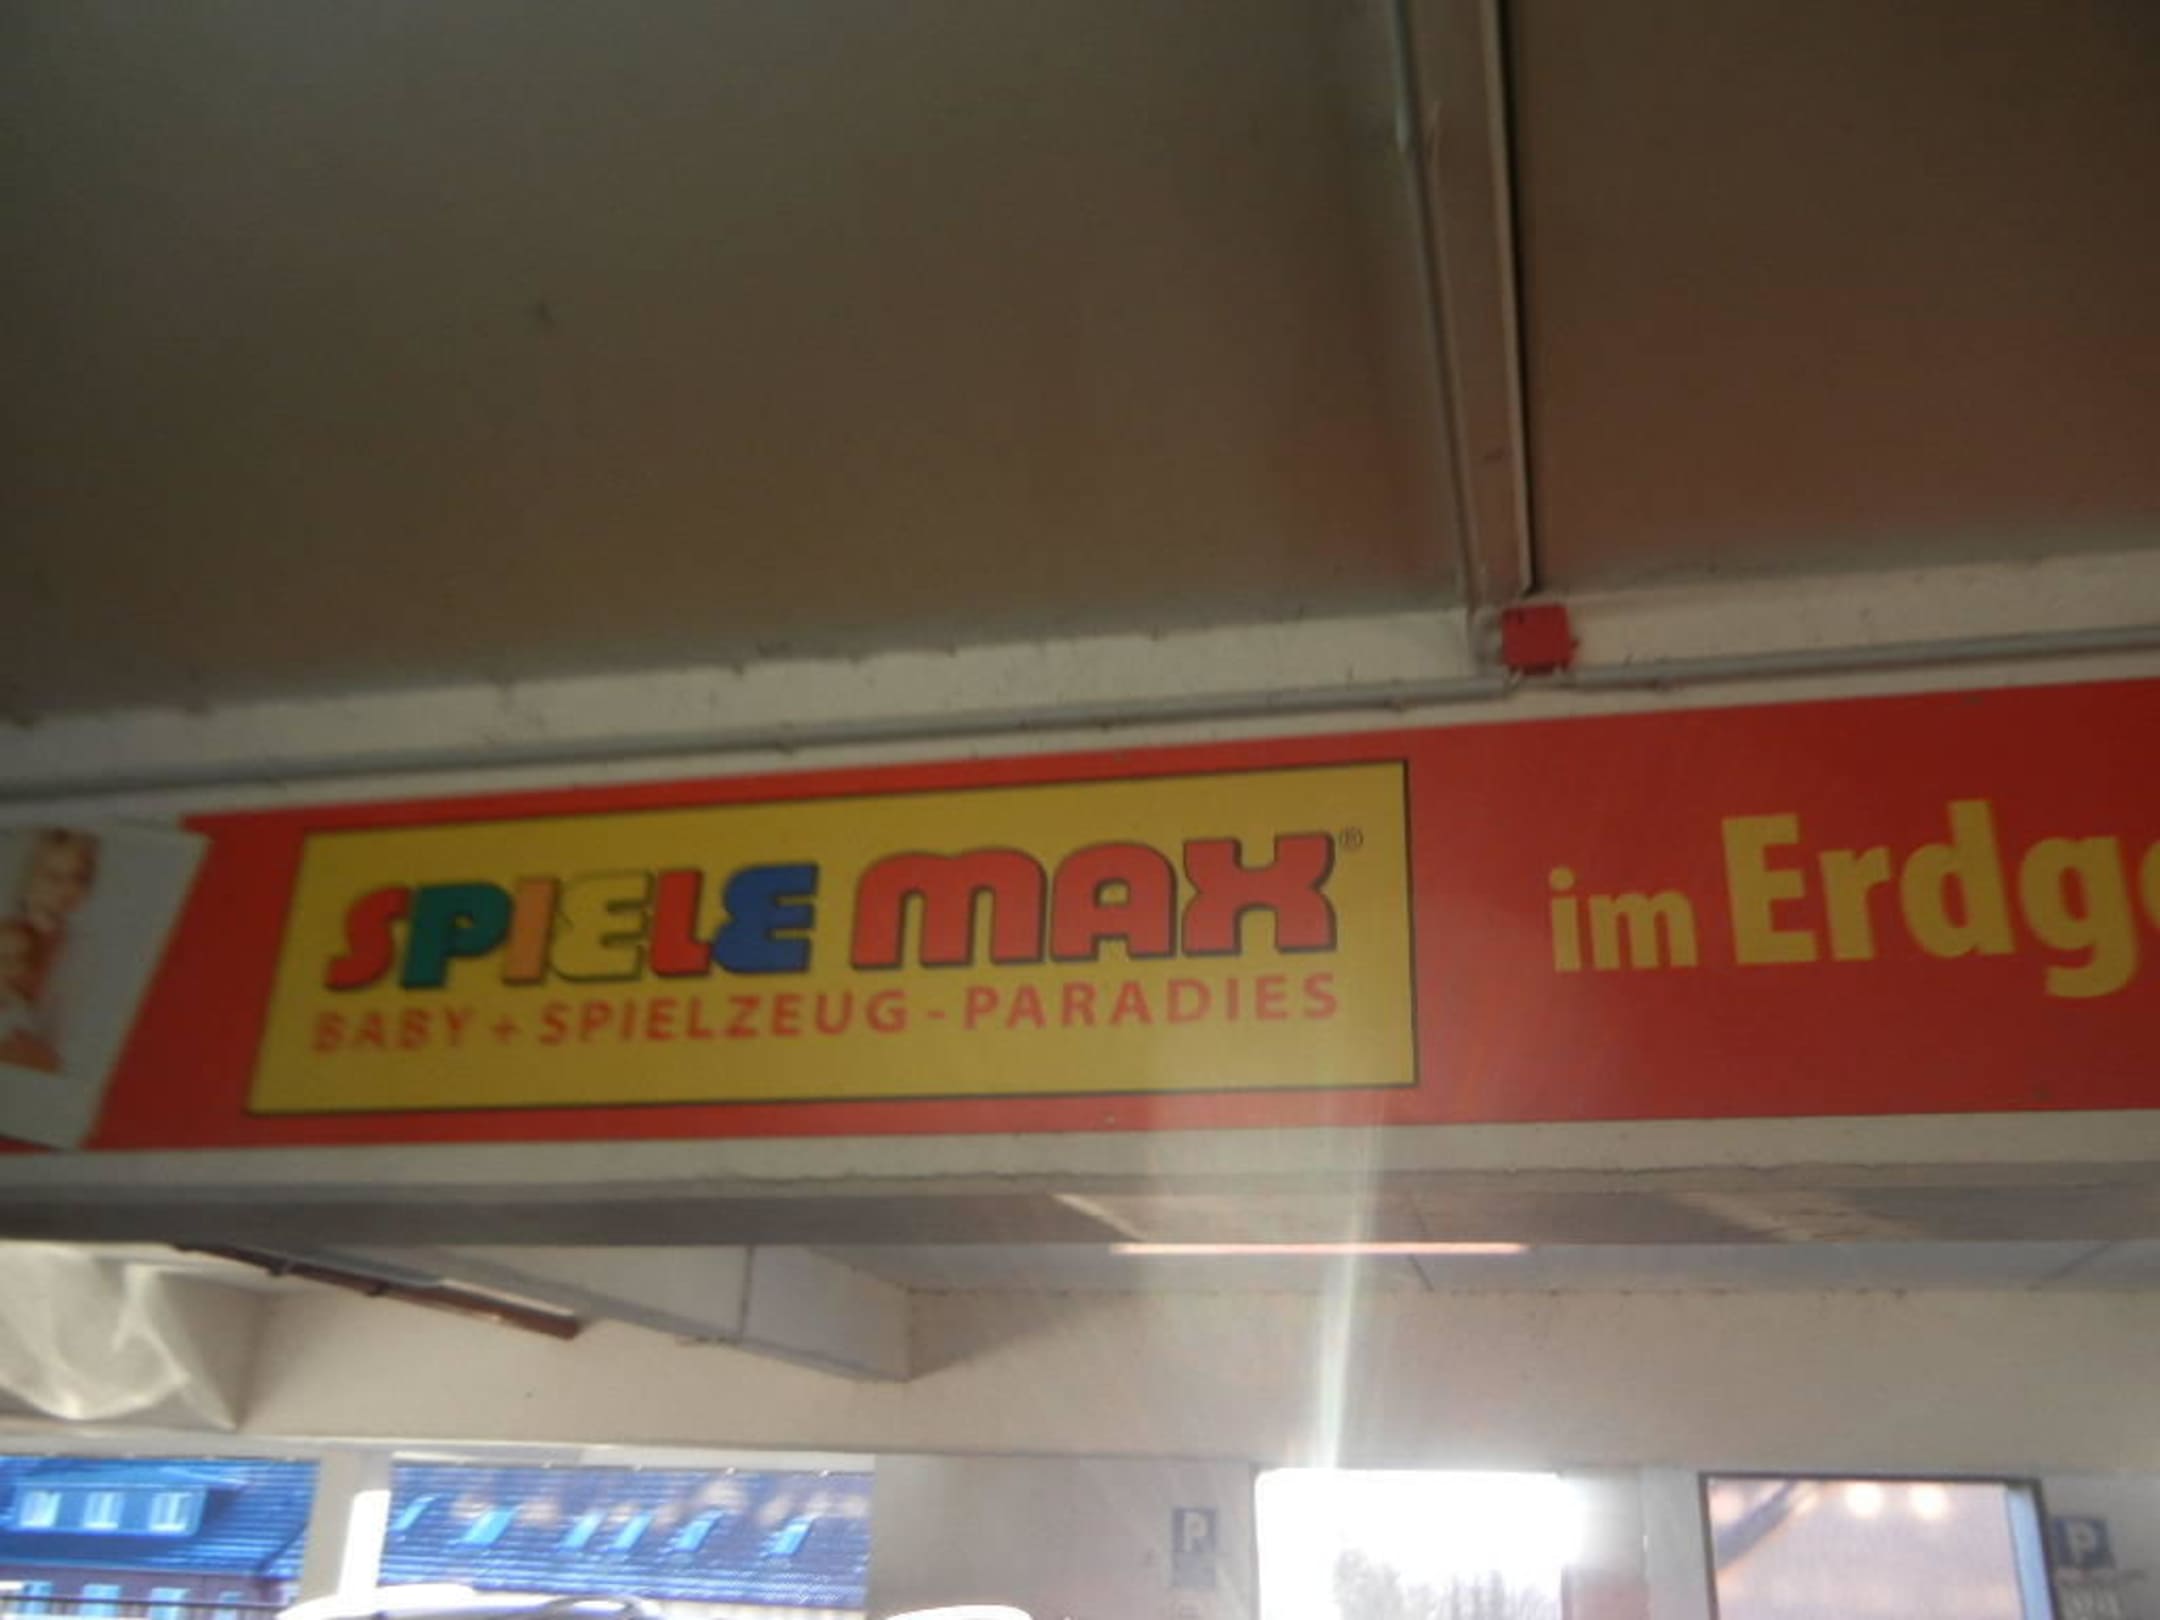 SPIELE MAX®
BABY + SPIELZEUG - PARADIES
im Erdg
P
P